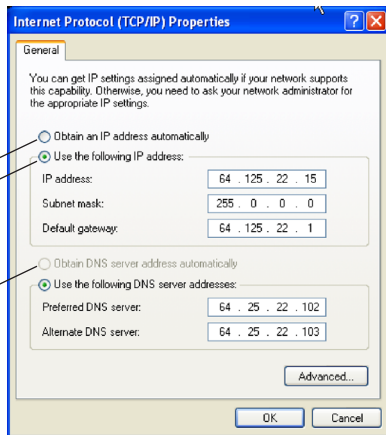 Internet Protocol (TCP/IP) Properties
General
You can get IP settings assigned automatically if your network supports
this capability. Otherwise, you need to ask your network administrator for
the appropriate IP settings.
Obtain an IP address automatically
Use the following IP address:
IP address: 64 . 125 . 22 . 15
Subnet mask: 255 . 0 . 0 . 0
Default gateway: 64 . 125 . 22 . 1
Obtain DNS server address automatically
Use the following DNS server addresses:
Preferred DNS server: 64 . 25 . 22 . 102
Alternate DNS server: 64 . 25 . 22 . 103
Advanced...
OK Cancel